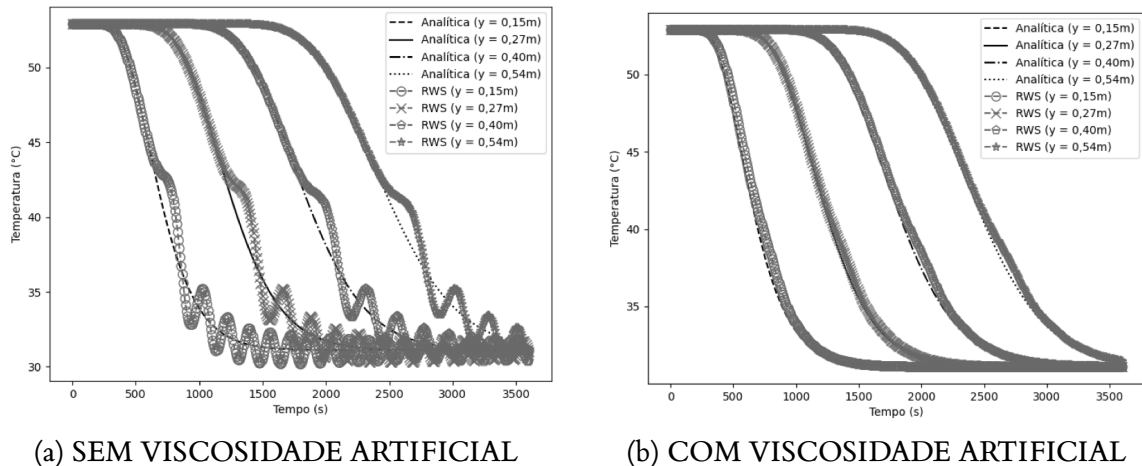 Analítica (y = 0,15m)
Analítica (y = 0,27m)
Analítica (y = 0,40m)
Analítica (y = 0,54m)
RWS (y = 0,15m)
RWS (y = 0,27m)
RWS (y = 0,40m)
RWS (y = 0,54m)
50
45
40
35
30
Temperatura (°C)
0 500 1000 1500 2000 2500 3000 3500
Tempo (s)
(a) SEM VISCOSIDADE ARTIFICIAL
Analítica (y = 0,15m)
Analítica (y = 0,27m)
Analítica (y = 0,40m)
Analítica (y = 0,54m)
RWS (y = 0,15m)
RWS (y = 0,27m)
RWS (y = 0,40m)
RWS (y = 0,54m)
50
45
40
35
Temperatura (°C)
0 500 1000 1500 2000 2500 3000 3500
Tempo (s)
(b) COM VISCOSIDADE ARTIFICIAL